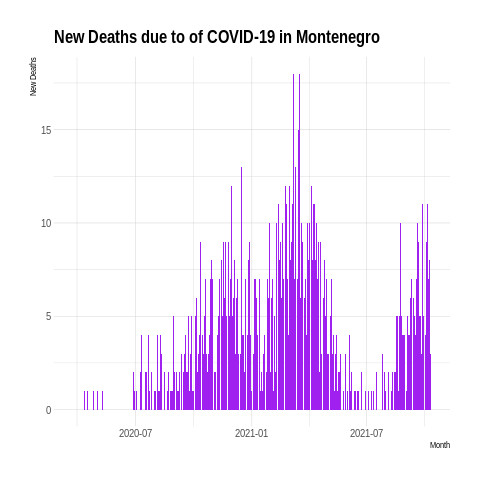 New Deaths due to of COVID-19 in Montenegro
New Deaths
15
10
5
0
2020-07 2021-01 2021-07
Month